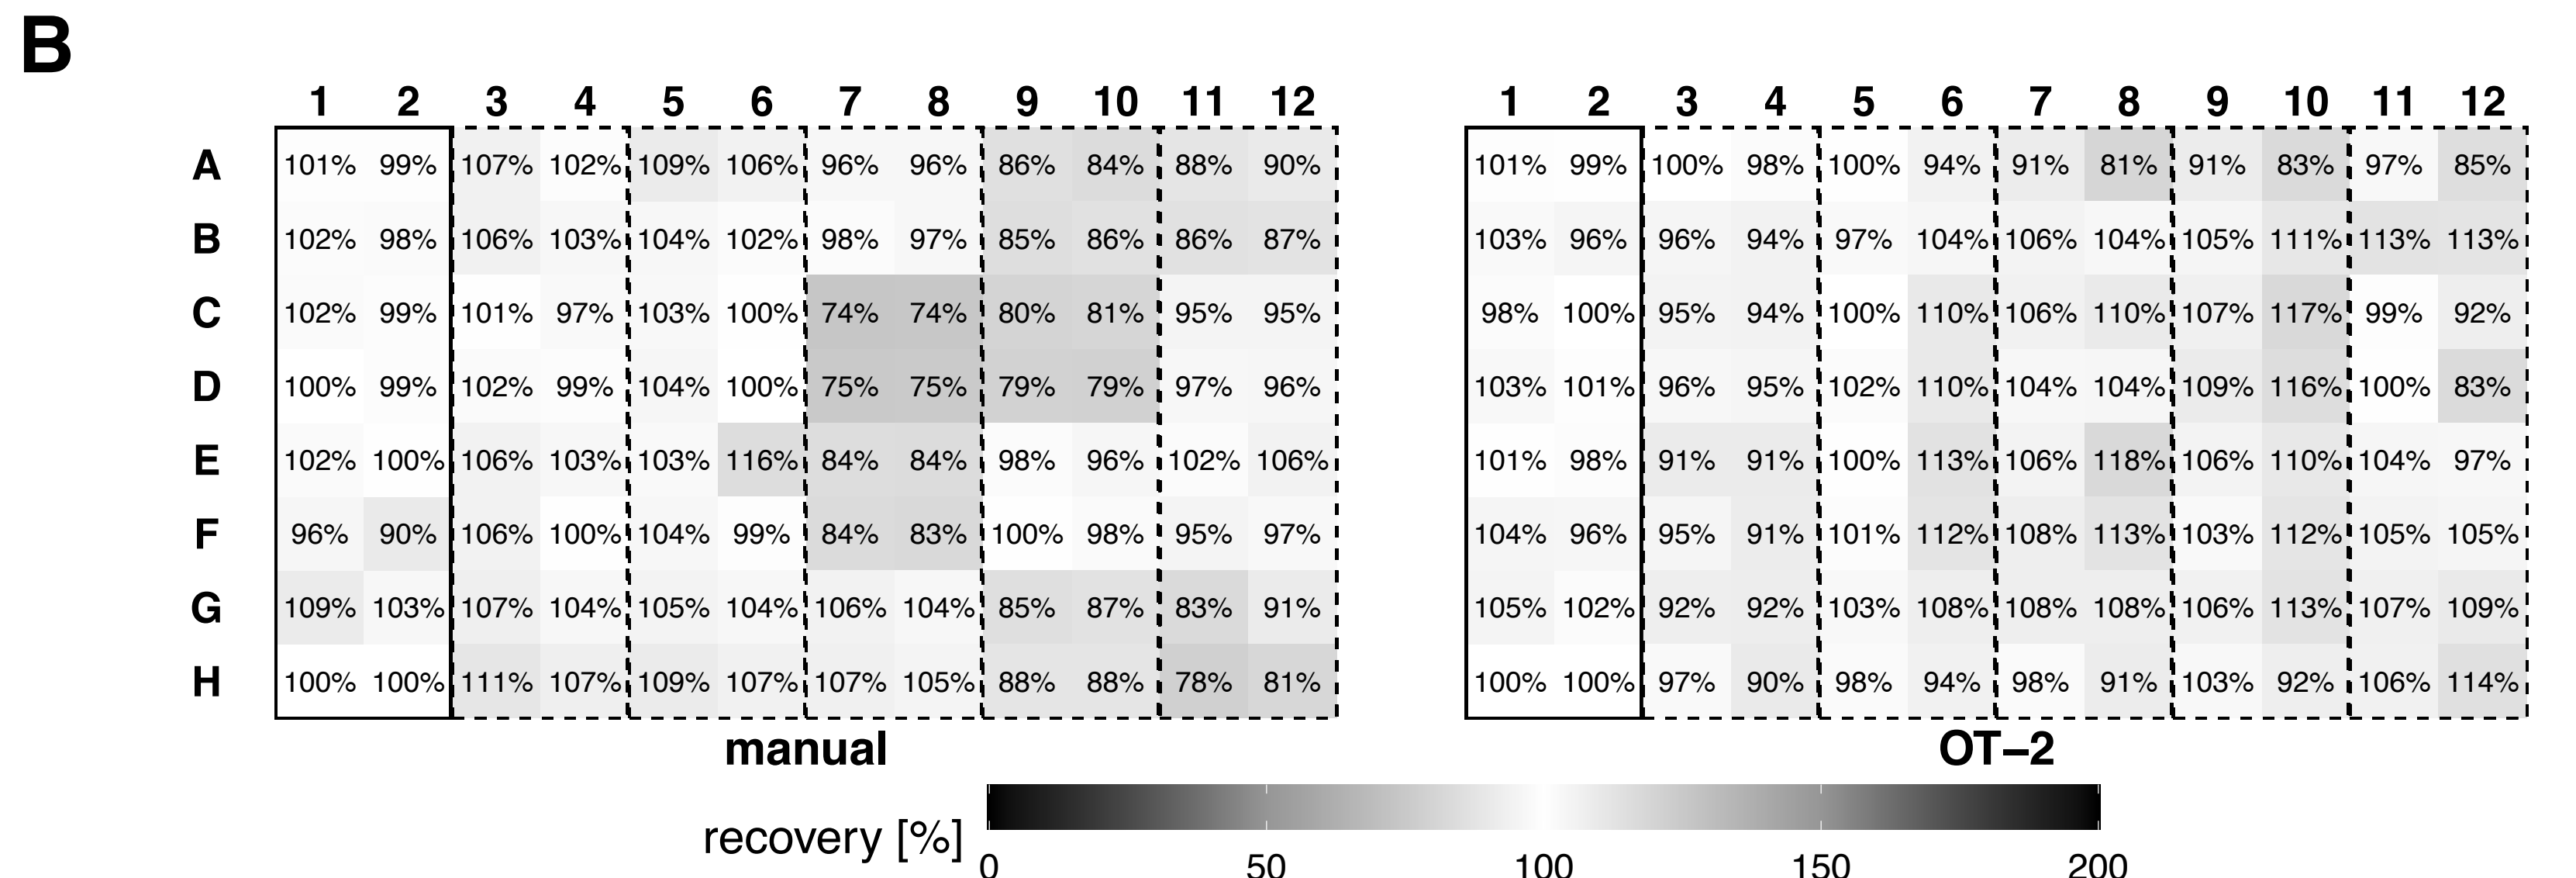 B
1 2 3 4 5 6 7 8 9 10 11 12 1 2 3 4 5 6 7 8 9 10 11 12
A 101% 99% 107% 102% 109% 106% 96% 96% 86% 84% 88% 90% 101% 99% 100% 98% 100% 94% 91% 81% 91% 83% 97% 85%
B 102% 98% 106% 103% 104% 102% 98% 97% 85% 86% 86% 87% 103% 96% 96% 94% 97% 104% 106% 104% 105% 111% 113% 113%
C 102% 99% 101% 97% 103% 100% 74% 74% 80% 81% 95% 95% 98% 100% 95% 94% 100% 110% 106% 110% 107% 117% 99% 92%
D 100% 99% 102% 99% 104% 100% 75% 75% 79% 79% 97% 96% 103% 101% 96% 95% 102% 110% 104% 104% 109% 116% 100% 83%
E 102% 100% 106% 103% 103% 116% 84% 84% 98% 96% 102% 106% 101% 98% 91% 91% 100% 113% 106% 118% 106% 110% 104% 97%
F 96% 90% 106% 100% 104% 99% 84% 83% 100% 98% 95% 97% 104% 96% 95% 91% 101% 112% 108% 113% 103% 112% 105% 105%
G 109% 103% 107% 104% 105% 104% 106% 104% 85% 87% 83% 91% 105% 102% 92% 92% 103% 108% 108% 108% 106% 113% 107% 109%
H 100% 100% 111% 107% 109% 107% 107% 105% 88% 88% 78% 81% 100% 100% 97% 90% 98% 94% 98% 91% 103% 92% 106% 114%
manual OT–2
recovery [%]
0 50 100 150 200